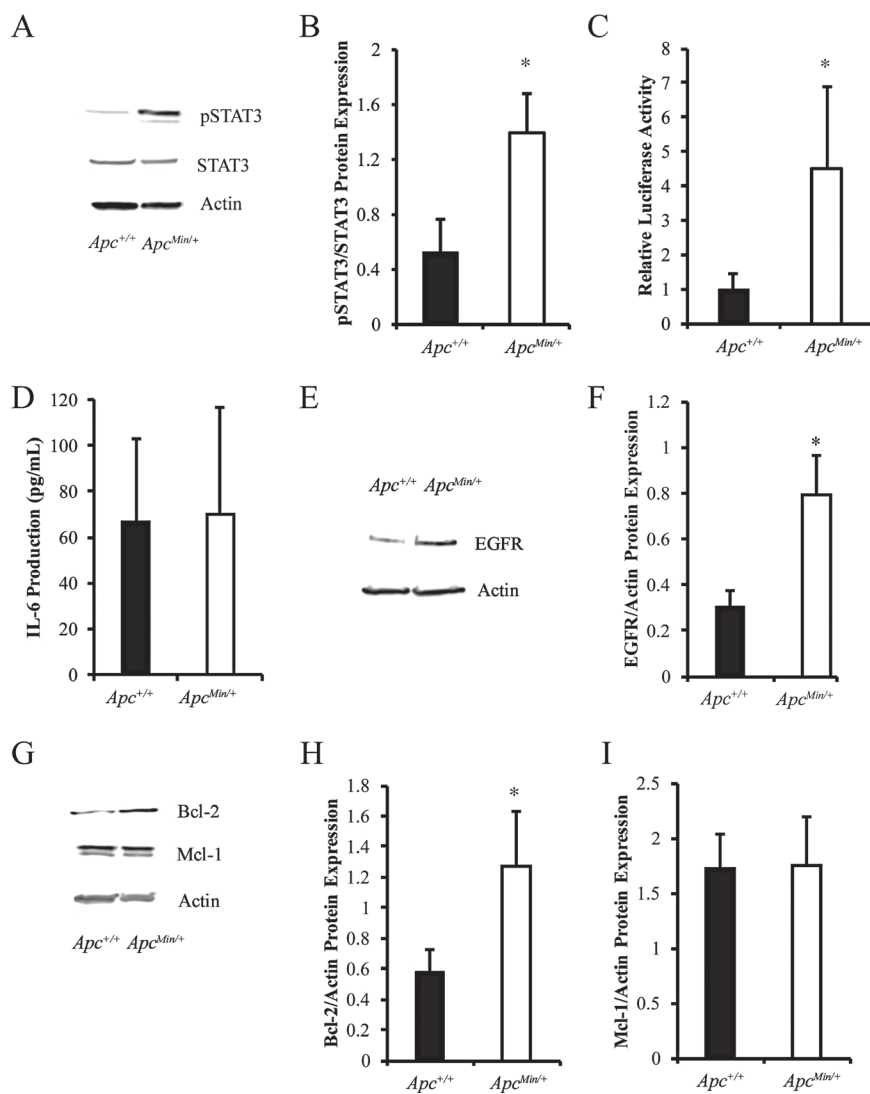 A
pSTAT3
STAT3
Actin
Apc+/+ ApcMin/+
B
pSTAT3/STAT3 Protein Expression
2
1.6
1.2
0.8
0.4
0
*
Apc+/+ ApcMin/+
C
Relative Luciferase Activity
8
7
6
5
4
3
2
1
0
*
Apc+/+ ApcMin/+
D
IL-6 Production (pg/mL)
120
100
80
60
40
20
0
Apc+/+ ApcMin/+
E
Apc+/+ ApcMin/+
EGFR
Actin
F
EGFR/Actin Protein Expression
1.2
1
0.8
0.6
0.4
0.2
0
*
Apc+/+ ApcMin/+
G
Bcl-2
Mcl-1
Actin
Apc+/+ ApcMin/+
H
Bcl-2/Actin Protein Expression
1.8
1.6
1.4
1.2
1
0.8
0.6
0.4
0.2
0
*
Apc+/+ ApcMin/+
I
Mcl-1/Actin Protein Expression
2.5
2
1.5
1
0.5
0
Apc+/+ ApcMin/+